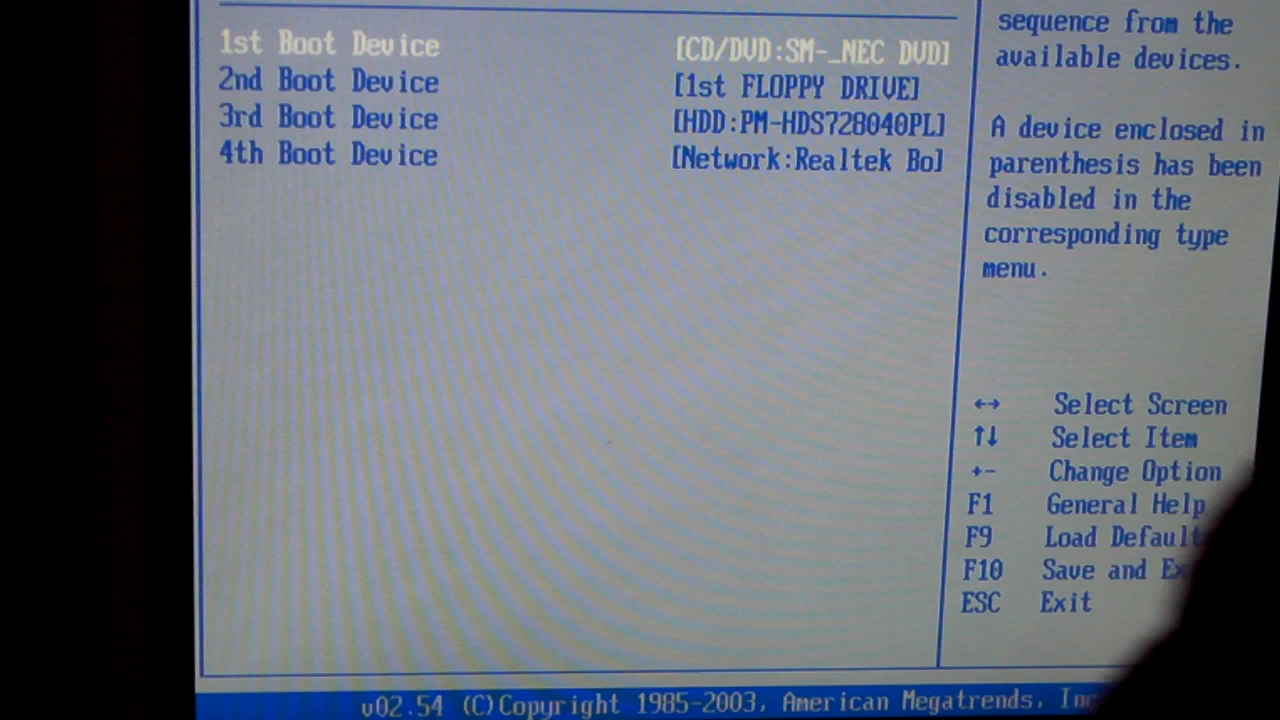 1st Boot Device [CD/DVD:SM-_NEC DVD]
2nd Boot Device [1st FLOPPY DRIVE]
3rd Boot Device [HDD:PM-HDS728040PL]
4th Boot Device [Network:Realtek Bo]
sequence from the
available devices.
A device enclosed in
parenthesis has been
disabled in the
corresponding type
menu.
↔ Select Screen
↑↓ Select Item
+- Change Option
F1 General Help
F9 Load Default
F10 Save and Ex
ESC Exit
v02.54 (C)Copyright 1985-2003, American Megatrends, Inc